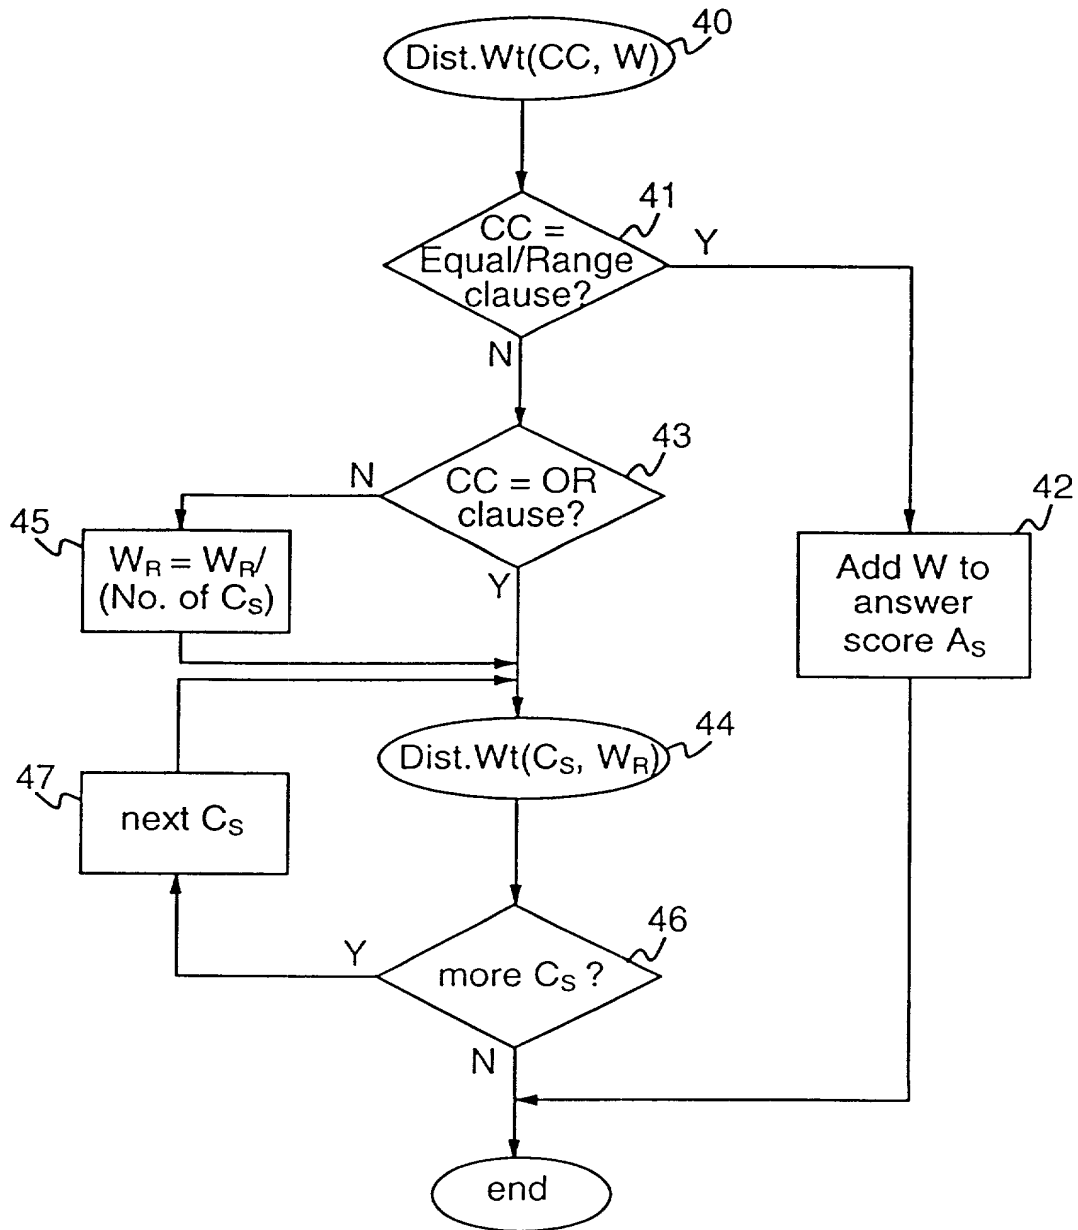 40
Dist.Wt(CC, W)
41
CC =
Equal/Range
clause?
Y
N
43
CC = OR
clause?
N
Y
42
Add W to
answer
score A_S
45
W_R = W_R/
(No. of C_S)
44
Dist.Wt(C_S, W_R)
47
next C_S
46
more C_S ?
Y
N
end